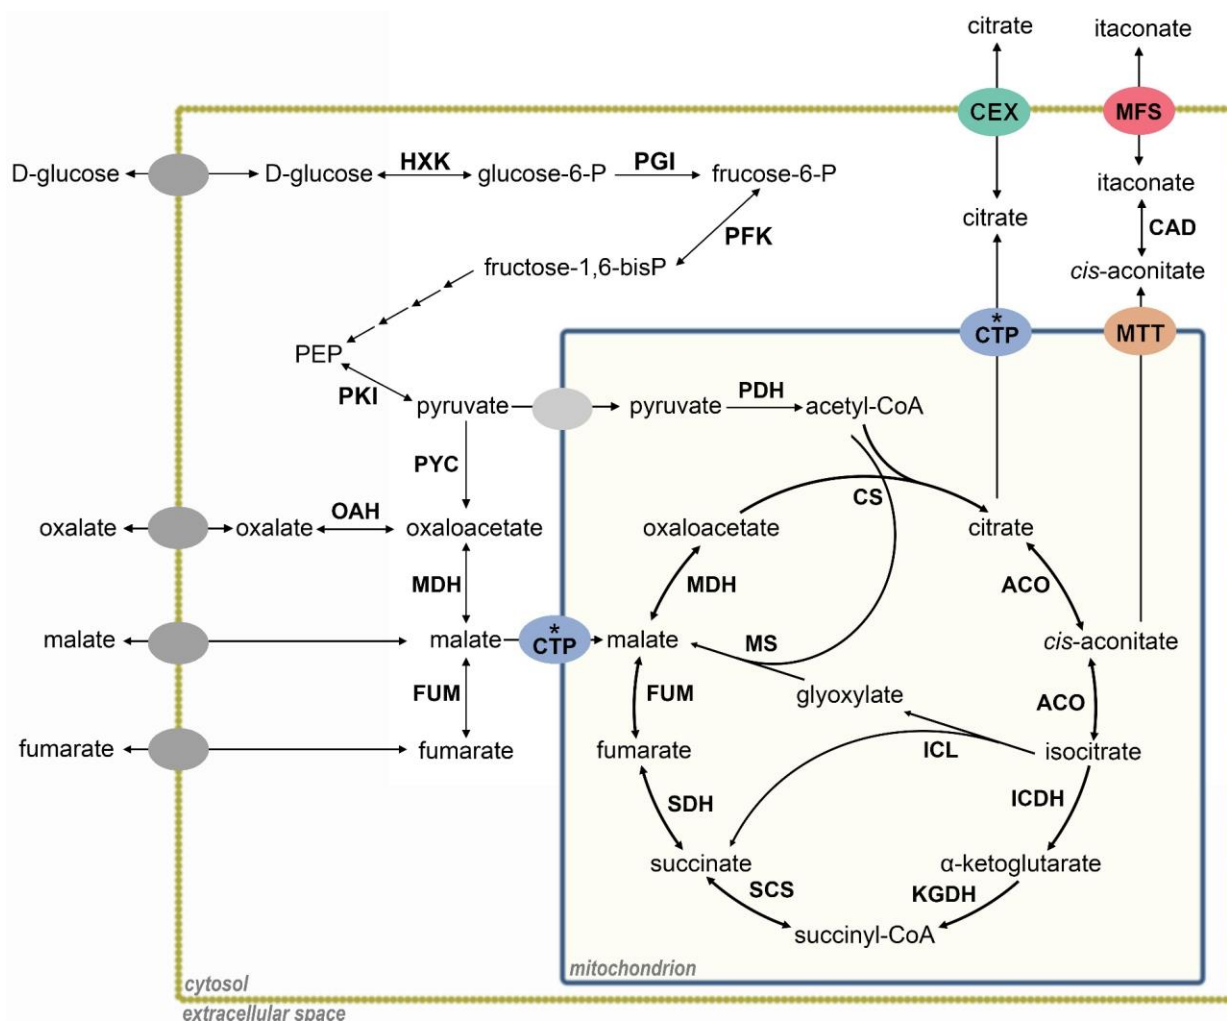 citrate
itaconate
CEX
MFS
D-glucose
D-glucose
HXK
glucose-6-P
PGI
frucose-6-P
itaconate
citrate
CAD
PFK
fructose-1,6-bisP
cis-aconitate
*
CTP
MTT
PEP
PKI
pyruvate
pyruvate
PDH
acetyl-CoA
PYC
CS
oxalate
oxalate
OAH
oxaloacetate
oxaloacetate
citrate
MDH
MDH
ACO
malate
malate
*
CTP
malate
MS
cis-aconitate
FUM
FUM
glyoxylate
ACO
fumarate
fumarate
fumarate
ICL
isocitrate
SDH
ICDH
succinate
α-ketoglutarate
SCS
KGDH
succinyl-CoA
mitochondrion
cytosol
extracellular space